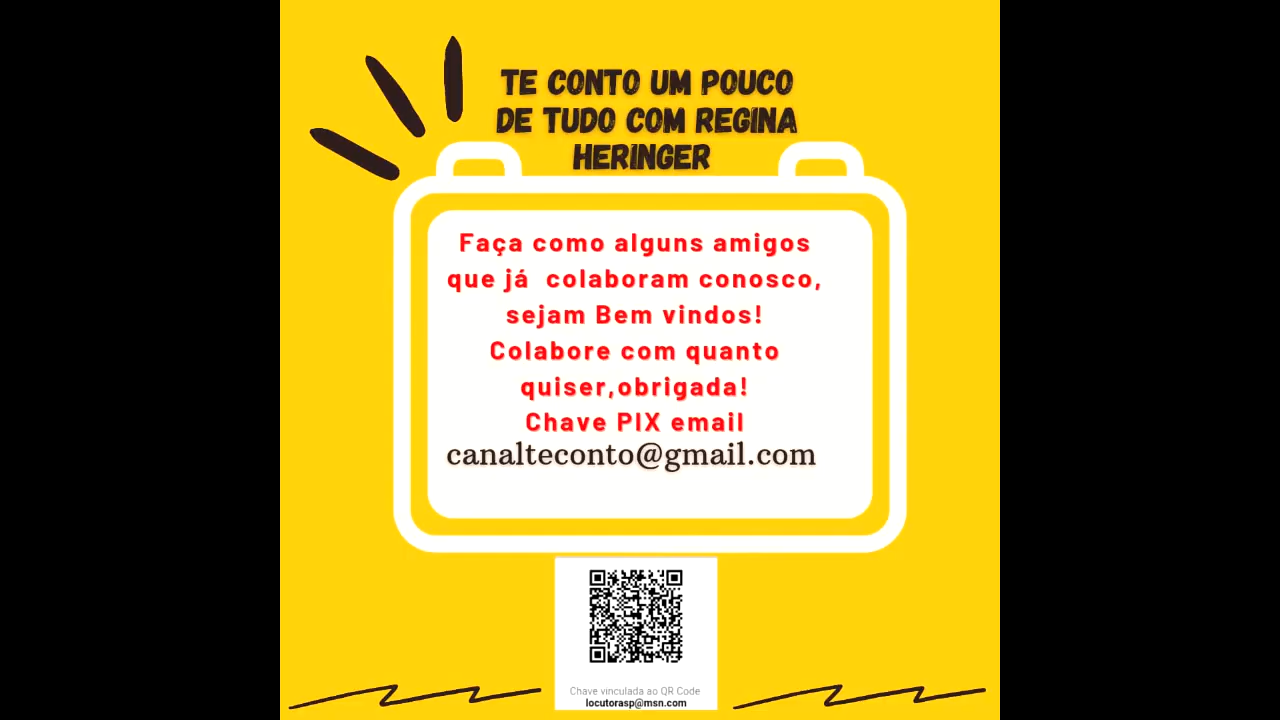 TE CONTO UM POUCO
DE TUDO COM REGINA
HERINGER
Faça como alguns amigos
que já colaboram conosco,
sejam Bem vindos!
Colabore com quanto
quiser,obrigada!
Chave PIX email
canalteconto@gmail.com
Chave vinculada ao QR Code
locutorasp@msn.com